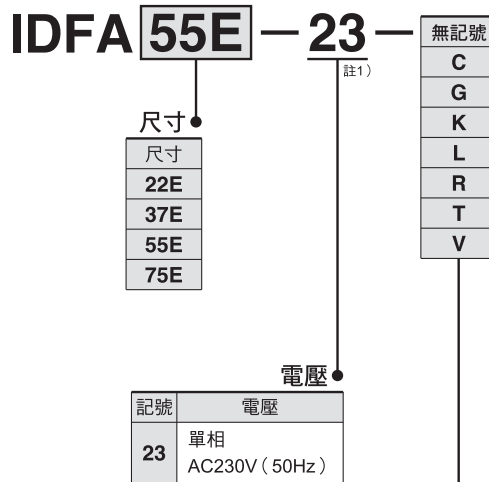 IDFA 55E － 23 －
註1）
無記號
C
G
K
L
R
T
V
尺寸
尺寸
22E
37E
55E
75E
電壓
記號 電壓
23 單相
AC230V（50Hz）